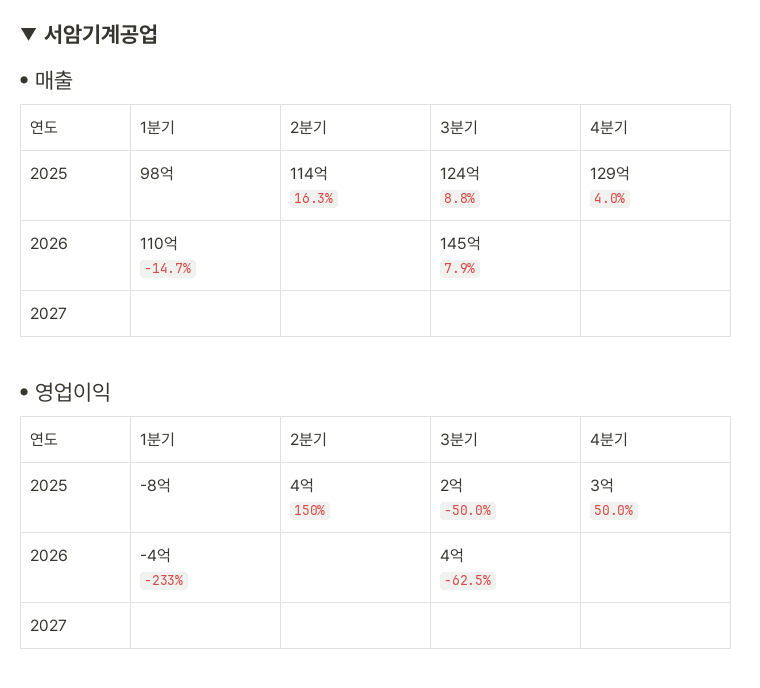 ▼ 서암기계공업
• 매출
연도 1분기 2분기 3분기 4분기
2025 98억 114억 124억 129억
16.3% 8.8% 4.0%
2026 110억 145억
-14.7% 7.9%
2027
• 영업이익
연도 1분기 2분기 3분기 4분기
2025 -8억 4억 2억 3억
150% -50.0% 50.0%
2026 -4억 4억
-233% -62.5%
2027